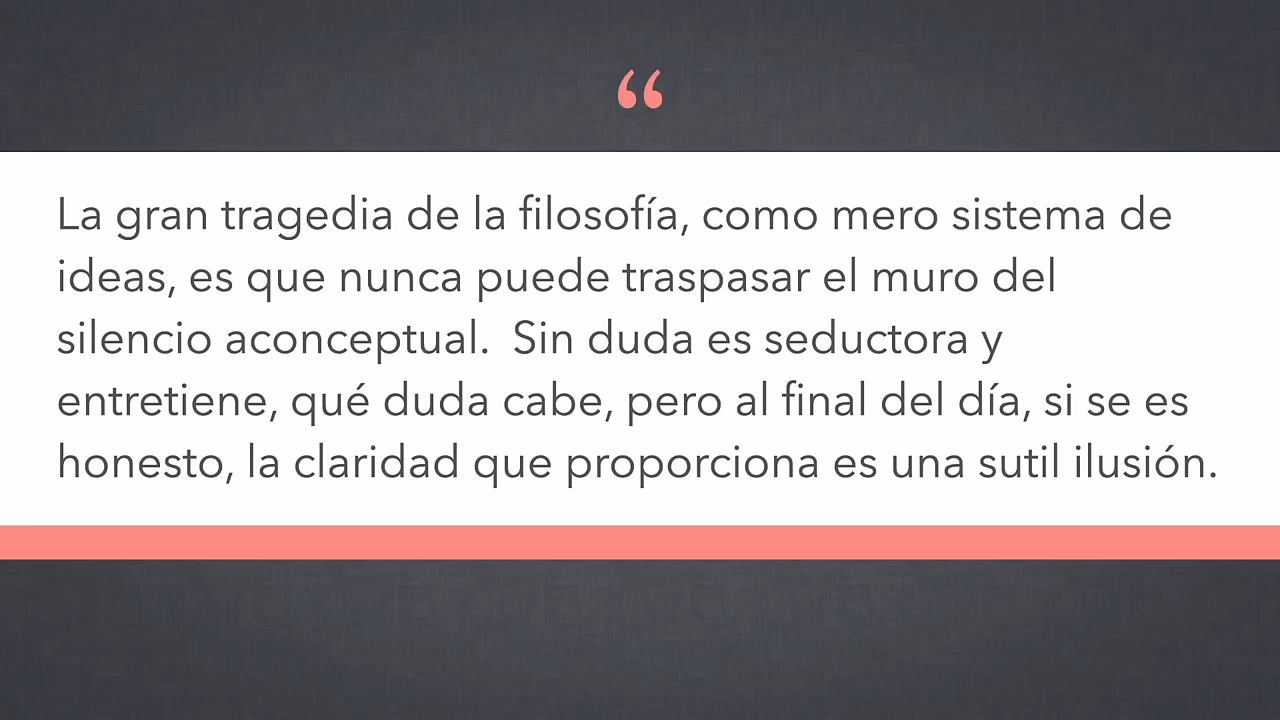 “
La gran tragedia de la filosofía, como mero sistema de
ideas, es que nunca puede traspasar el muro del
silencio aconceptual.  Sin duda es seductora y
entretiene, qué duda cabe, pero al final del día, si se es
honesto, la claridad que proporciona es una sutil ilusión.